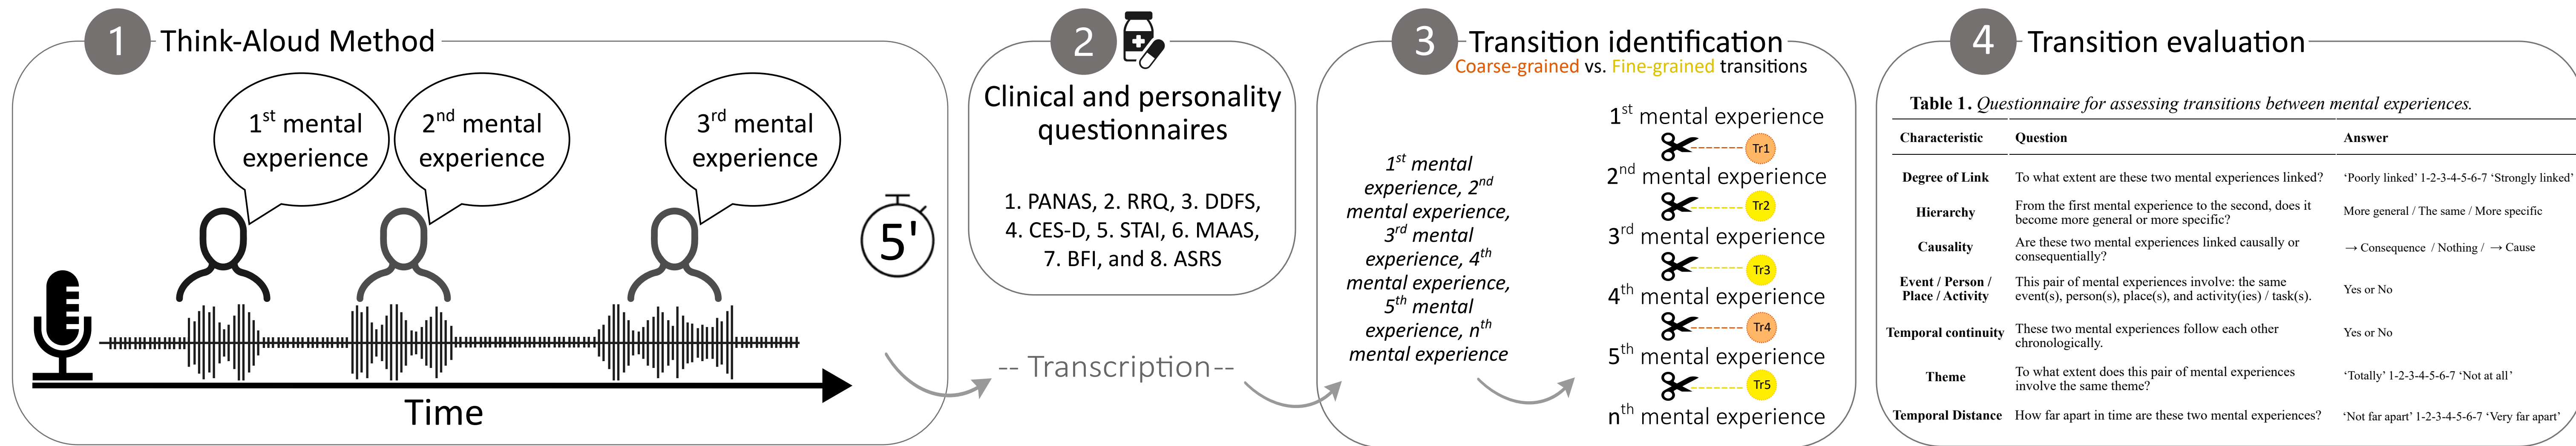 1 Think-Aloud Method
1st mental
experience
2nd mental
experience
3rd mental
experience
5'
Time
2
Clinical and personality
questionnaires
1. PANAS, 2. RRQ, 3. DDFS,
4. CES-D, 5. STAI, 6. MAAS,
7. BFI, and 8. ASRS
-- Transcription--
3 Transition identification
Coarse-grained vs. Fine-grained transitions
1st mental
experience, 2nd
mental experience,
3rd mental
experience, 4th
mental experience,
5th mental
experience, nth
mental experience
1st mental experience
Tr1
2nd mental experience
Tr2
3rd mental experience
Tr3
4th mental experience
Tr4
5th mental experience
Tr5
nth mental experience
4 Transition evaluation
Table 1. Questionnaire for assessing transitions between mental experiences.
Characteristic Question Answer
Degree of Link To what extent are these two mental experiences linked? ‘Poorly linked’ 1-2-3-4-5-6-7 ‘Strongly linked’
Hierarchy
From the first mental experience to the second, does it
become more general or more specific?
More general / The same / More specific
Causality
Are these two mental experiences linked causally or
consequentially?
→ Consequence / Nothing / → Cause
Event / Person /
Place / Activity
This pair of mental experiences involve: the same
event(s), person(s), place(s), and activity(ies) / task(s).
Yes or No
Temporal continuity
These two mental experiences follow each other
chronologically.
Yes or No
Theme
To what extent does this pair of mental experiences
involve the same theme?
‘Totally’ 1-2-3-4-5-6-7 ‘Not at all’
Temporal Distance How far apart in time are these two mental experiences? ‘Not far apart’ 1-2-3-4-5-6-7 ‘Very far apart’